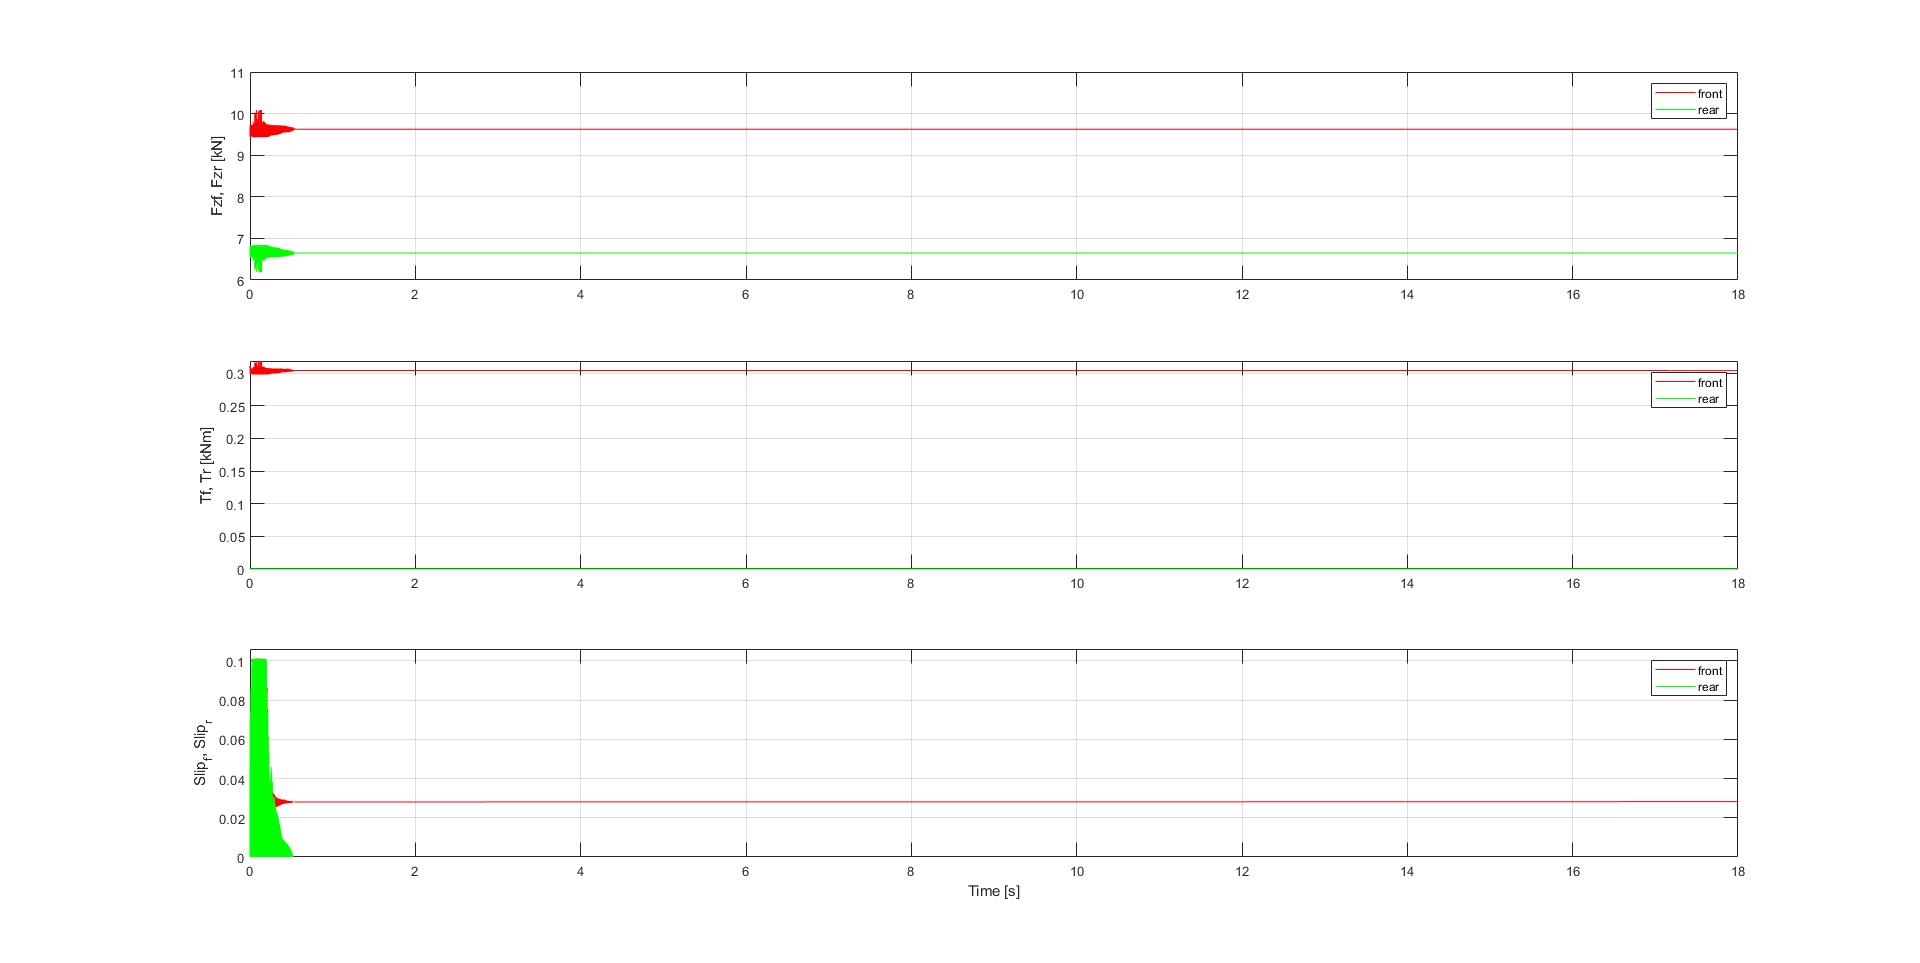 11
10
9
8
7
6
Fzf, Fzr [kN]
front
rear
0 2 4 6 8 10 12 14 16 18
0.3
0.25
0.2
0.15
0.1
0.05
0
Tf, Tr [kNm]
front
rear
0 2 4 6 8 10 12 14 16 18
0.1
0.08
0.06
0.04
0.02
0
Slip_f, Slip_r
front
rear
0 2 4 6 8 10 12 14 16 18
Time [s]